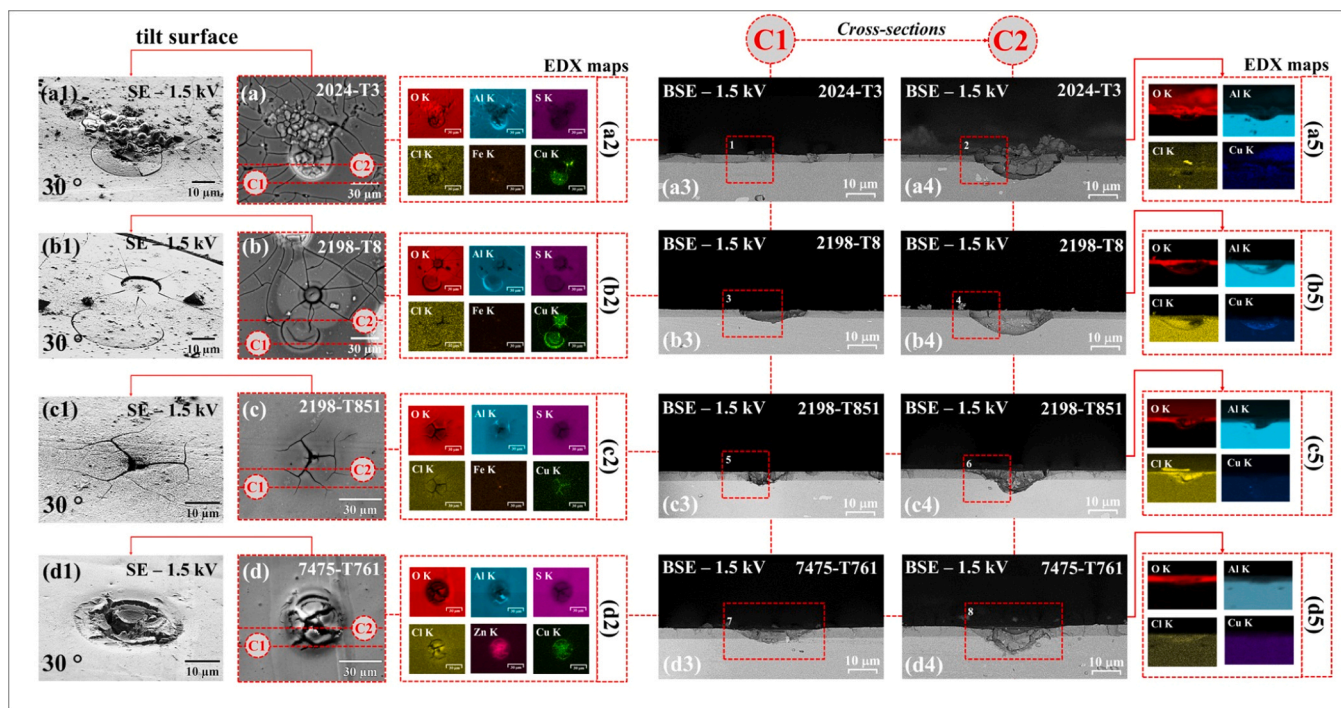 tilt surface
C1
Cross-sections
C2
EDX maps
EDX maps
(a1) SE – 1.5 kV
30 °
10 µm
(a) 2024-T3
C2
C1
30 µm
O K
Al K
S K
Cl K
Fe K
Cu K
(a2)
BSE – 1.5 kV 2024-T3
1
(a3)
10 µm
BSE – 1.5 kV 2024-T3
2
(a4)
10 µm
O K
Al K
Cl K
Cu K
(a5)
(b1) SE – 1.5 kV
30 °
10 µm
(b) 2198-T8
C2
C1
30 µm
O K
Al K
S K
Cl K
Fe K
Cu K
(b2)
BSE – 1.5 kV 2198-T8
3
(b3)
10 µm
BSE – 1.5 kV 2198-T8
4
(b4)
10 µm
O K
Al K
Cl K
Cu K
(b5)
(c1) SE – 1.5 kV
30 °
10 µm
(c) 2198-T851
C2
C1
30 µm
O K
Al K
S K
Cl K
Fe K
Cu K
(c2)
BSE – 1.5 kV 2198-T851
5
(c3)
10 µm
BSE – 1.5 kV 2198-T851
6
(c4)
10 µm
O K
Al K
Cl K
Cu K
(c5)
(d1) SE – 1.5 kV
30 °
10 µm
(d) 7475-T761
C2
C1
30 µm
O K
Al K
S K
Cl K
Zn K
Cu K
(d2)
BSE – 1.5 kV 7475-T761
7
(d3)
10 µm
BSE – 1.5 kV 7475-T761
8
(d4)
10 µm
O K
Al K
Cl K
Cu K
(d5)